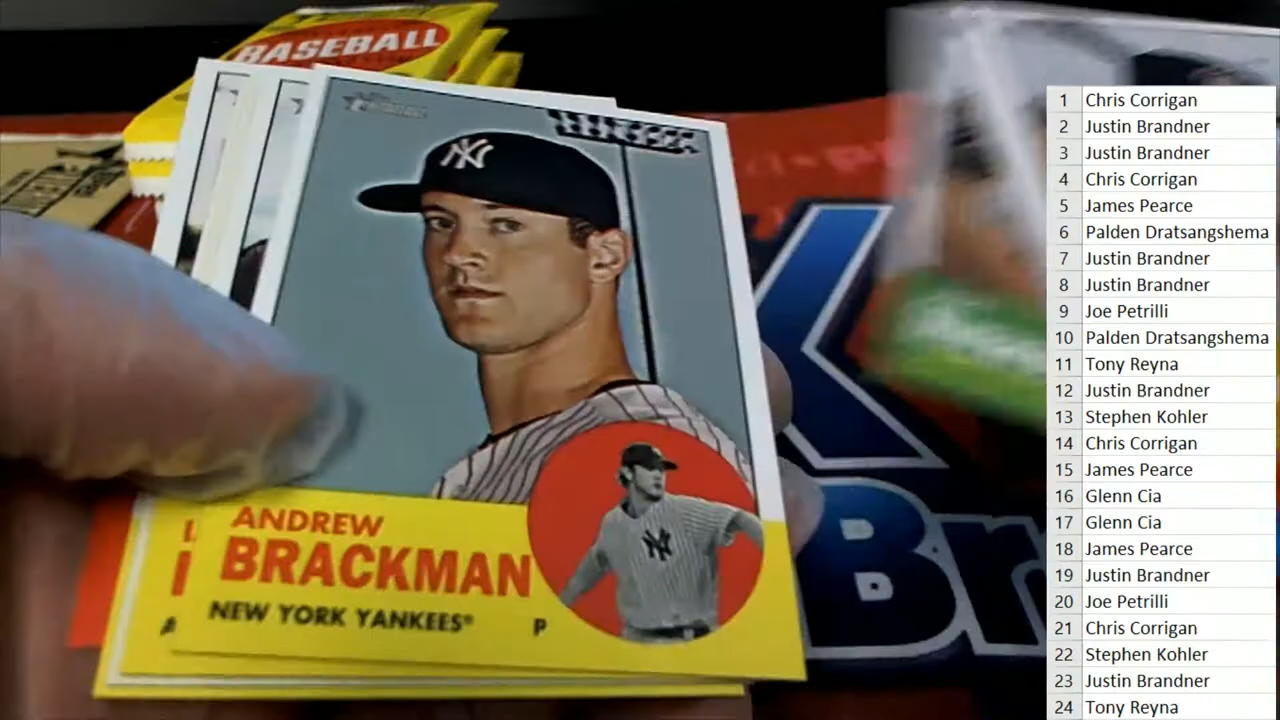 BASEBALL
ANDREW
BRACKMAN
NEW YORK YANKEES®
P
NY
NY
Br
1 Chris Corrigan
2 Justin Brandner
3 Justin Brandner
4 Chris Corrigan
5 James Pearce
6 Palden Dratsangshema
7 Justin Brandner
8 Justin Brandner
9 Joe Petrilli
10 Palden Dratsangshema
11 Tony Reyna
12 Justin Brandner
13 Stephen Kohler
14 Chris Corrigan
15 James Pearce
16 Glenn Cia
17 Glenn Cia
18 James Pearce
19 Justin Brandner
20 Joe Petrilli
21 Chris Corrigan
22 Stephen Kohler
23 Justin Brandner
24 Tony Reyna